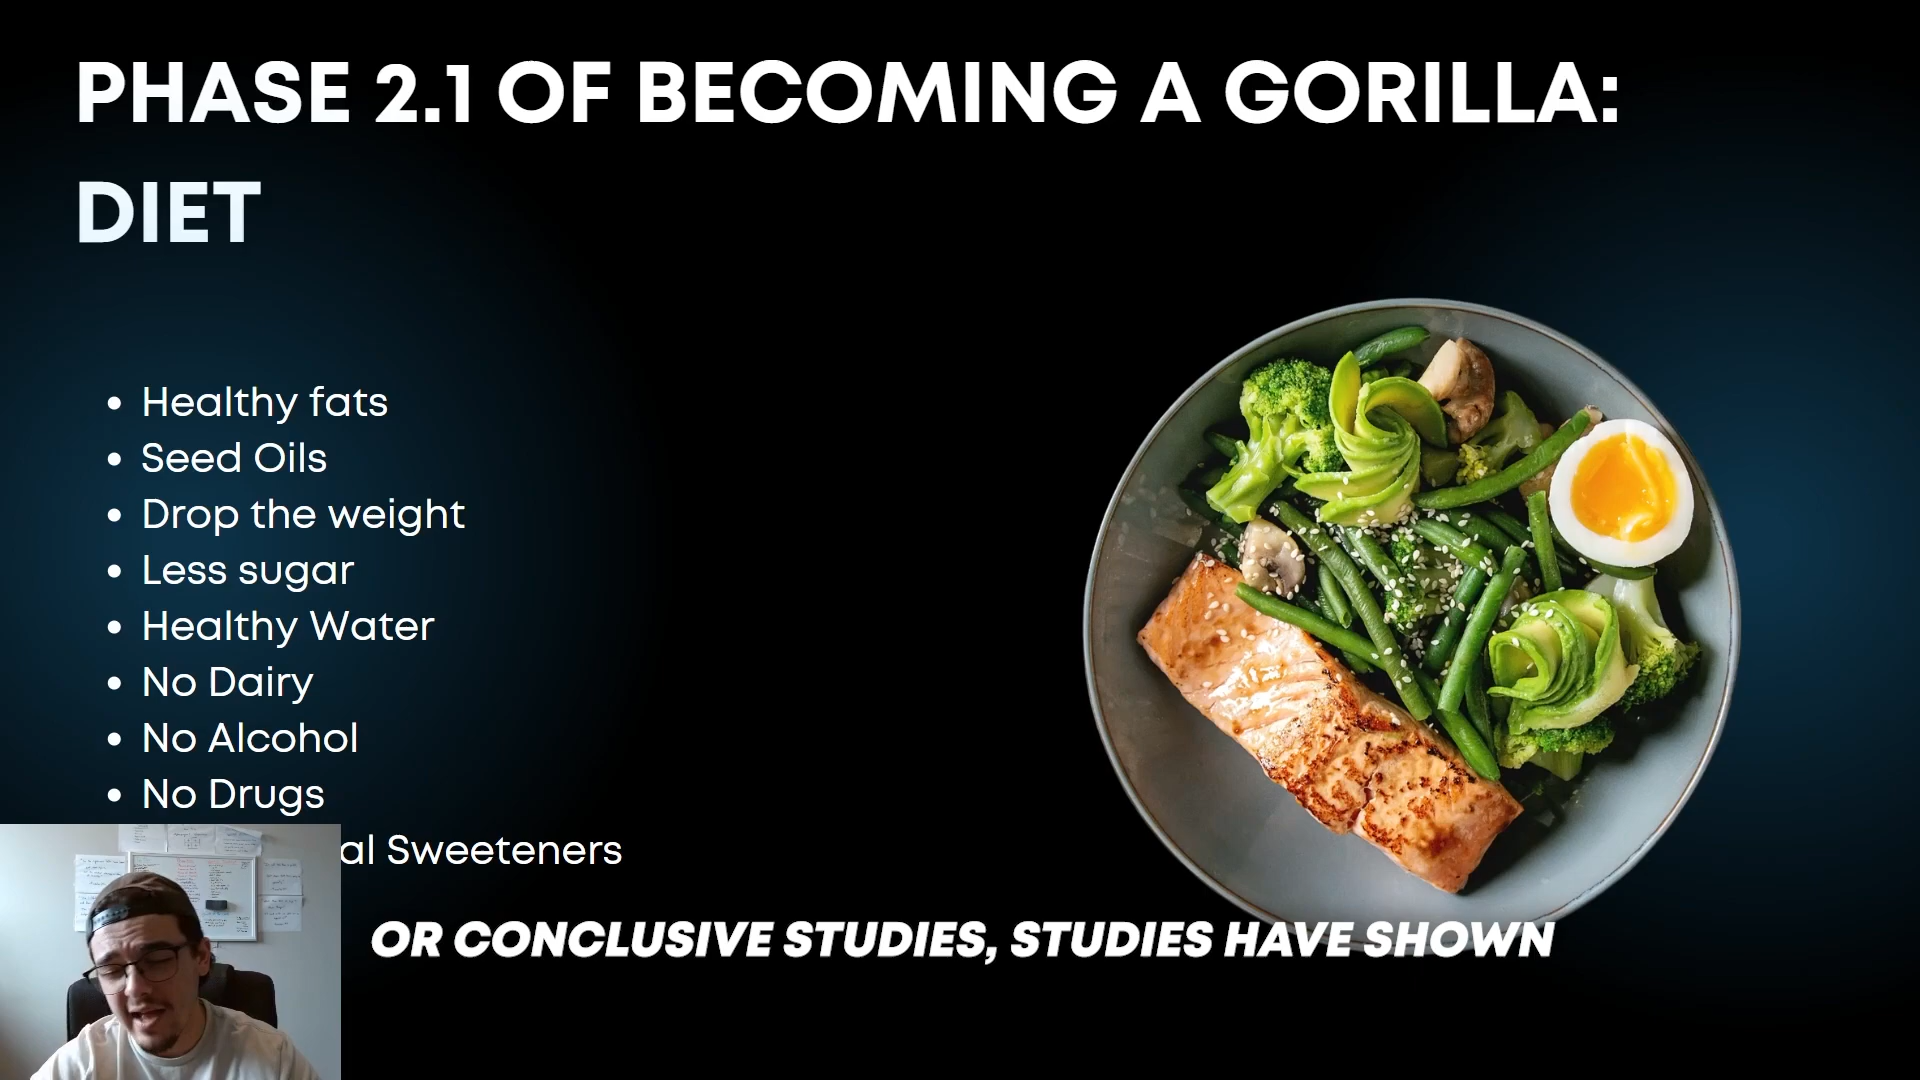 PHASE 2.1 OF BECOMING A GORILLA:
DIET
Healthy fats
Seed Oils
Drop the weight
Less sugar
Healthy Water
No Dairy
No Alcohol
No Drugs
Sweeteners
OR CONCLUSIVE STUDIES, STUDIES HAVE SHOWN